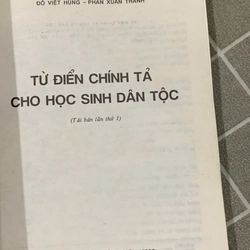 ĐỖ VIỆT HÙNG – PHAN XUÂN THÀNH
TỪ ĐIỂN CHÍNH TẢ
CHO HỌC SINH DÂN TỘC
(Tái bản lần thứ 1)